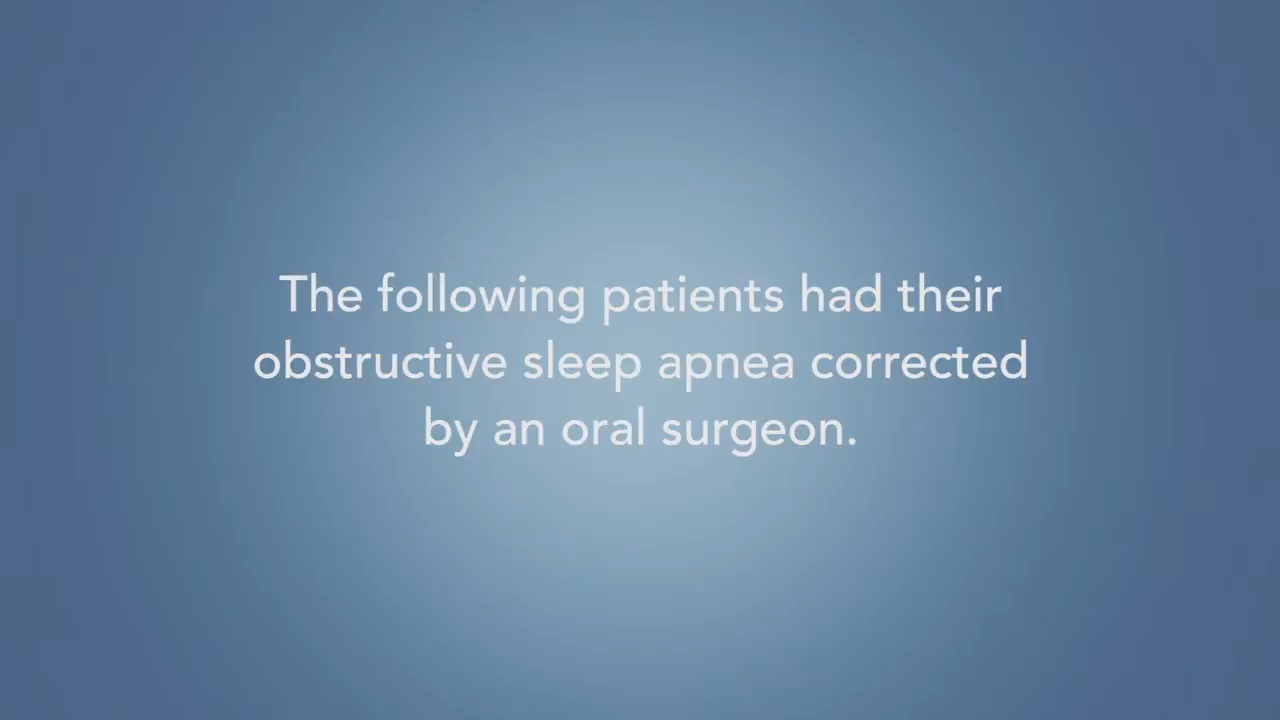 The following patients had their
obstructive sleep apnea corrected
by an oral surgeon.